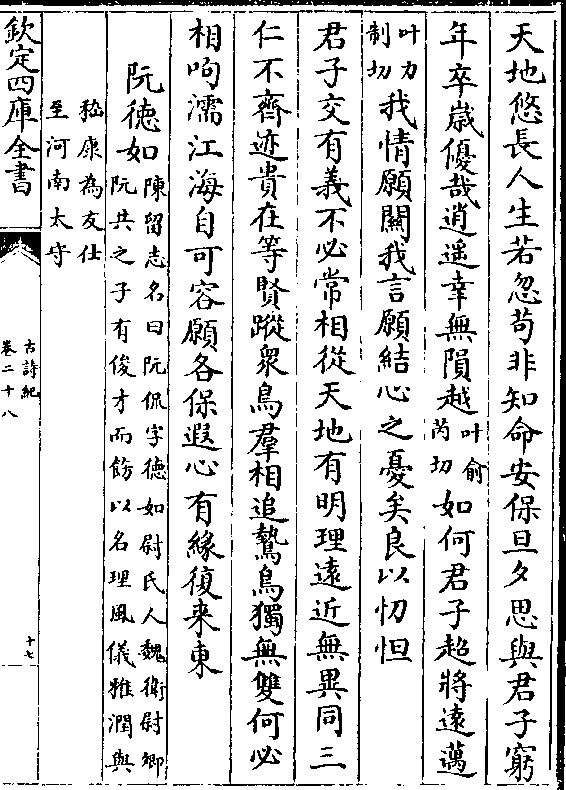 天地悠長人生若忽苟非知命安保旦夕思與君子窮
年卒嵗優哉逍遙幸無隕越叶俞芮切如何君子超將遠邁
叶力制切我情願關我言願結心之憂矣良以忉怛
君子交有義不必常相從天地有明理遠近無異同三
仁不齊迹貴在等賢蹤衆鳥羣相追鷙鳥獨無雙何必
相呴濡江海自可容願各保遐心有緣復来東
阮徳如陳留志名曰阮侃字徳如尉氏人魏衛尉卿
阮共之子有俊才而飭以名理風儀雅潤與
嵇康為友仕
至河南太守
欽定四庫全書
古詩紀
卷二十八
十七